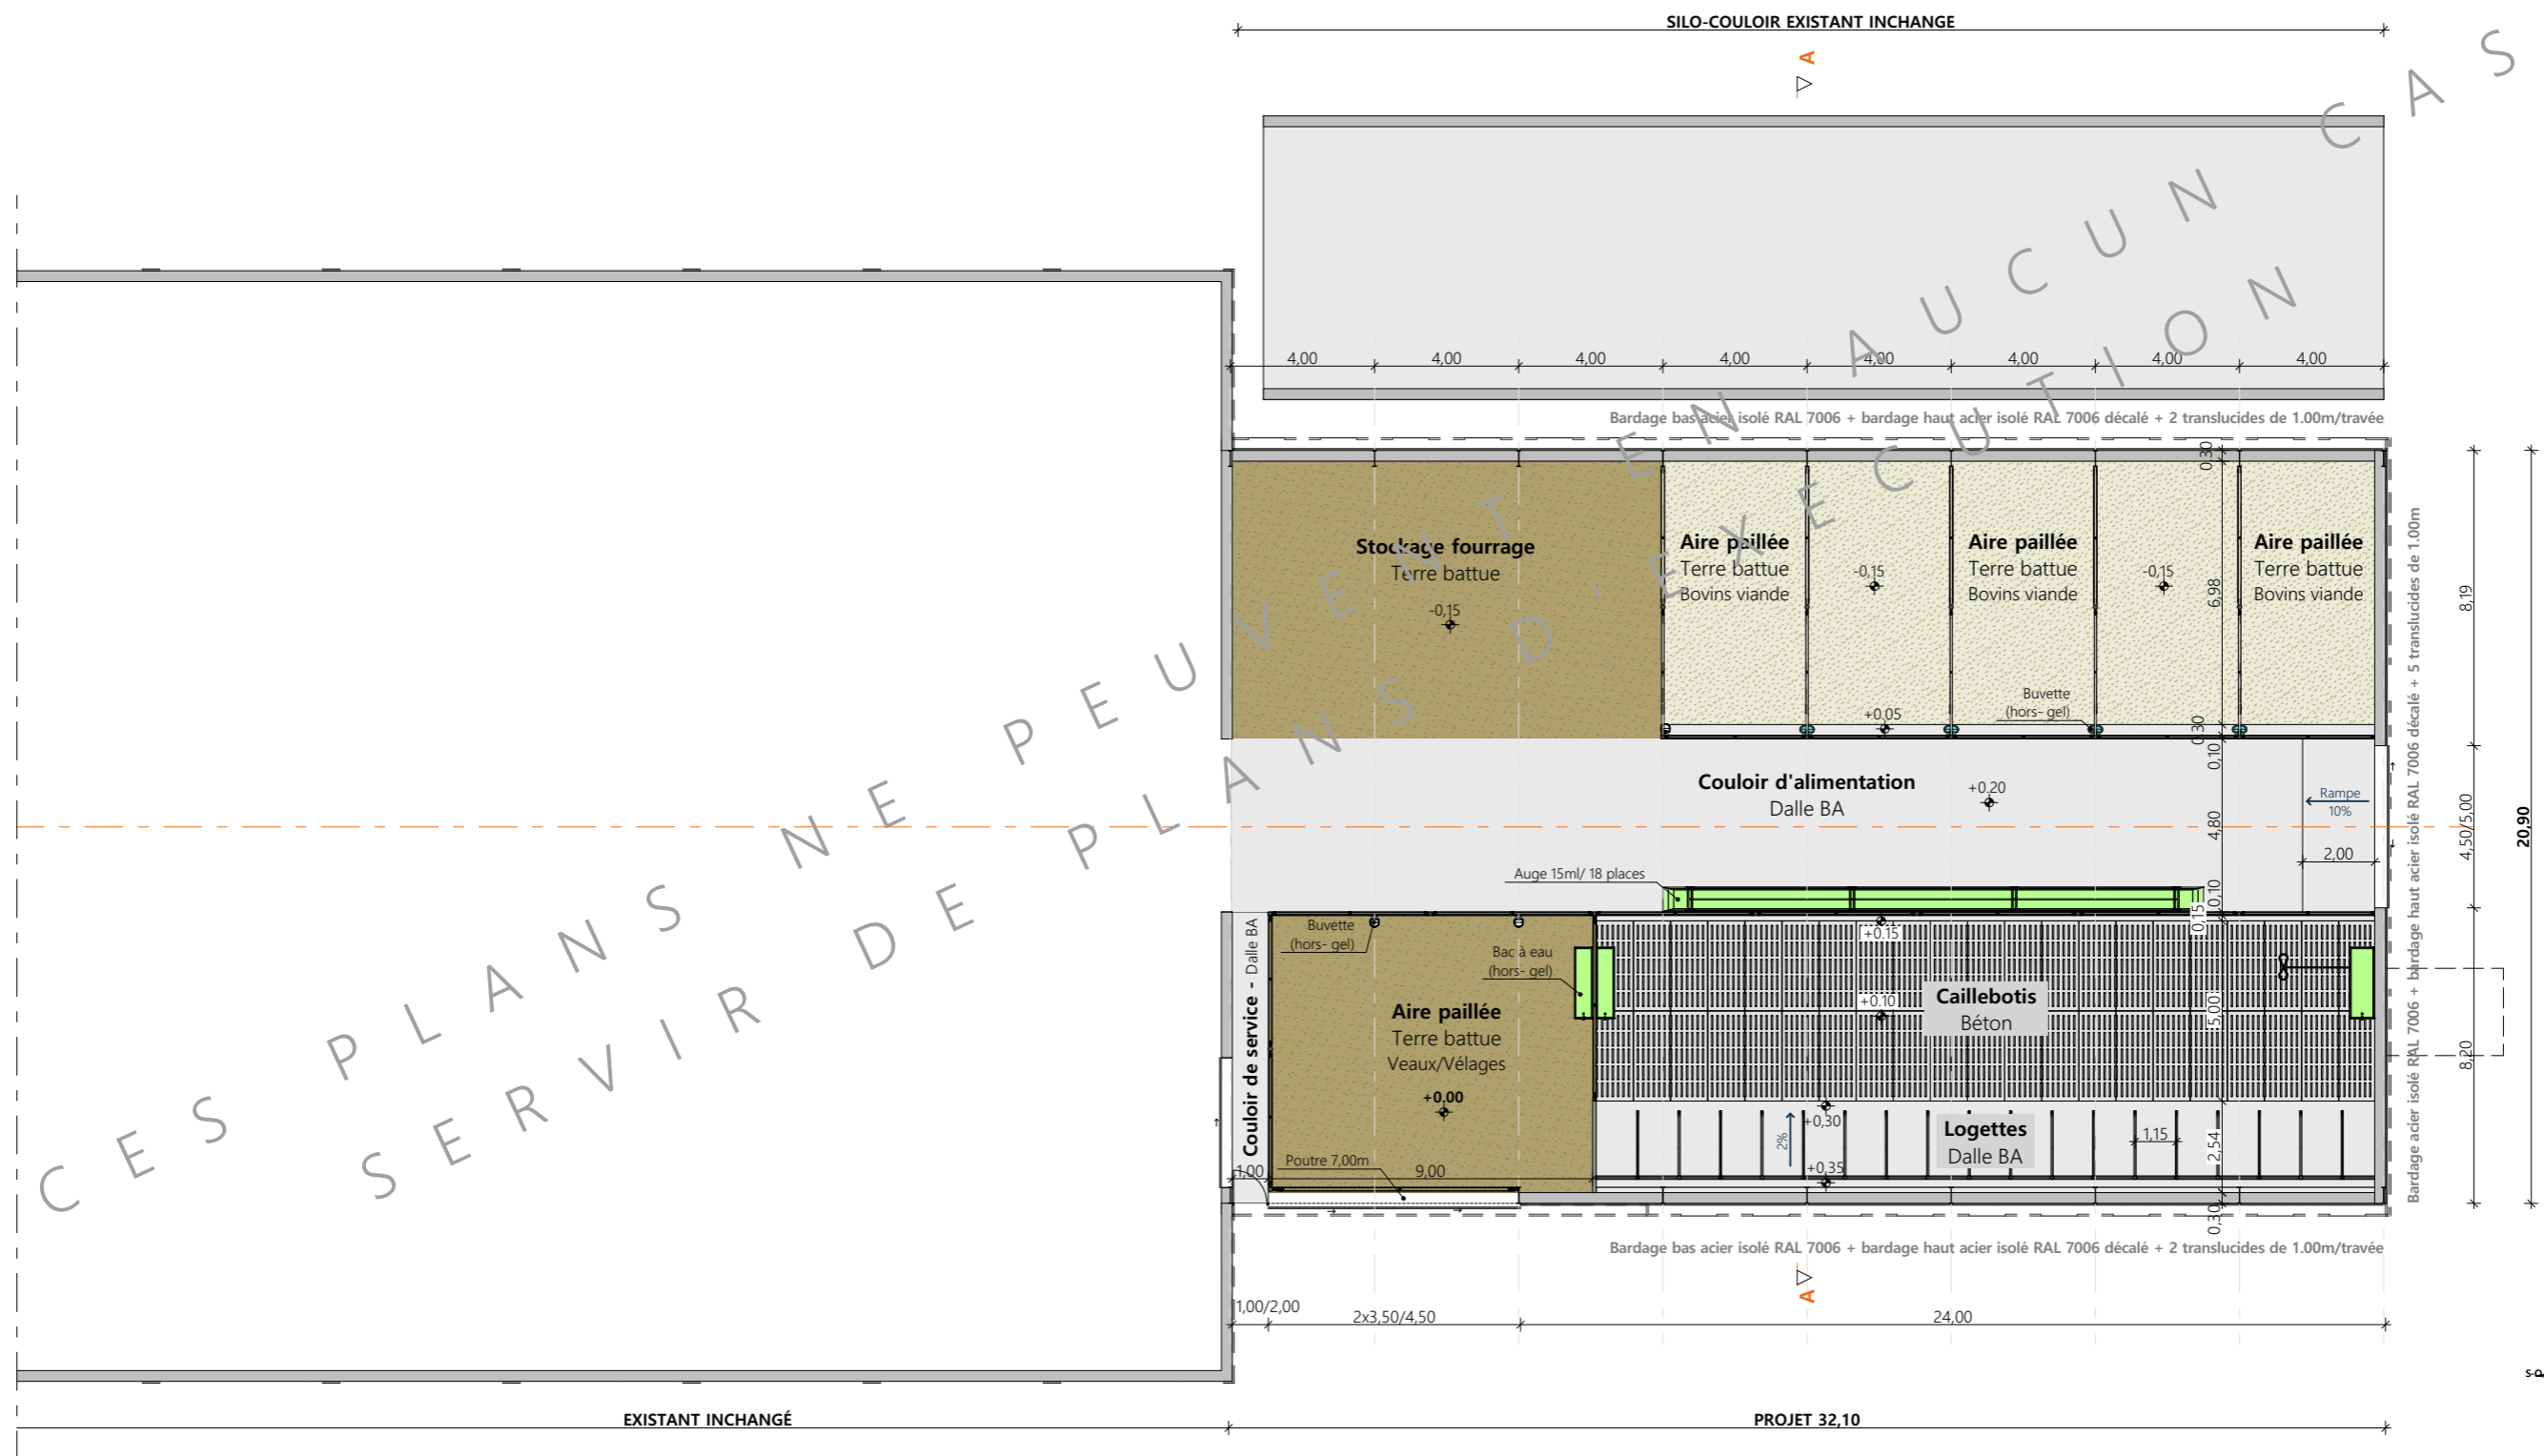 SILO-COULOIR EXISTANT INCHANGE
A
4,00
4,00
4,00
4,00
4,00
4,00
4,00
4,00
Bardage bas acier isolé RAL 7006 + bardage haut acier isolé RAL 7006 décalé + 2 translucides de 1.00m/travée
CES PLANS NE PEUVENT EN AUCUN CAS
SERVIR DE PLANS D'EXECUTION
Stockage fourrage
Terre battue
-0,15
Aire paillée
Terre battue
Bovins viande
-0,15
Aire paillée
Terre battue
Bovins viande
-0,15
Aire paillée
Terre battue
Bovins viande
Buvette
(hors- gel)
+0.05
0,30
6,98
0,30
0,10
4,80
0,10
0,15
5,00
2,54
0,30
8,19
4,50/5,00
8,20
20,90
Bardage acier isolé RAL 7006 + bardage haut acier isolé RAL 7006 décalé + 5 translucides de 1.00m
Couloir d'alimentation
Dalle BA
+0.20
Rampe
10%
2,00
Auge 15ml/ 18 places
Couloir de service - Dalle BA
Buvette
(hors- gel)
Bac à eau
(hors- gel)
Aire paillée
Terre battue
Veaux/Vélages
+0.00
+0.15
+0.10
Caillebotis
Béton
+0,30
2%
Logettes
Dalle BA
1,15
+0,35
Poutre 7,00m
1,00
9,00
Bardage bas acier isolé RAL 7006 + bardage haut acier isolé RAL 7006 décalé + 2 translucides de 1.00m/travée
A
1,00/2,00
2x3,50/4,50
24,00
EXISTANT INCHANGÉ
PROJET 32,10